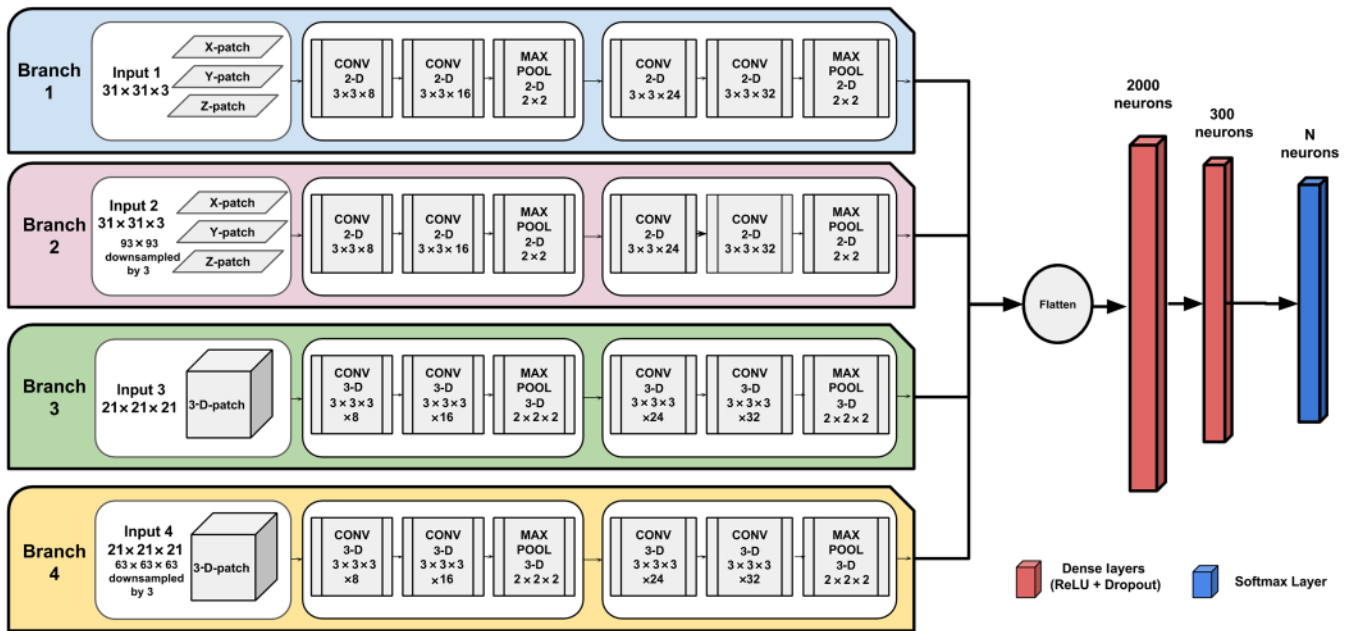 Branch
1
Input 1
31×31×3
X-patch
Y-patch
Z-patch
CONV
2-D
3×3×8
CONV
2-D
3×3×16
MAX
POOL
2-D
2×2
CONV
2-D
3×3×24
CONV
2-D
3×3×32
MAX
POOL
2-D
2×2
Branch
2
Input 2
31×31×3
93×93
downsampled
by 3
X-patch
Y-patch
Z-patch
CONV
2-D
3×3×8
CONV
2-D
3×3×16
MAX
POOL
2-D
2×2
CONV
2-D
3×3×24
CONV
2-D
3×3×32
MAX
POOL
2-D
2×2
Branch
3
Input 3
21×21×21
3-D-patch
CONV
3-D
3×3×3
×8
CONV
3-D
3×3×3
×16
MAX
POOL
3-D
2×2×2
CONV
3-D
3×3×3
×24
CONV
3-D
3×3×3
×32
MAX
POOL
3-D
2×2×2
Branch
4
Input 4
21×21×21
63×63×63
downsampled
by 3
3-D-patch
CONV
3-D
3×3×3
×8
CONV
3-D
3×3×3
×16
MAX
POOL
3-D
2×2×2
CONV
3-D
3×3×3
×24
CONV
3-D
3×3×3
×32
MAX
POOL
3-D
2×2×2
Flatten
2000
neurons
300
neurons
N
neurons
Dense layers
(ReLU + Dropout)
Softmax Layer